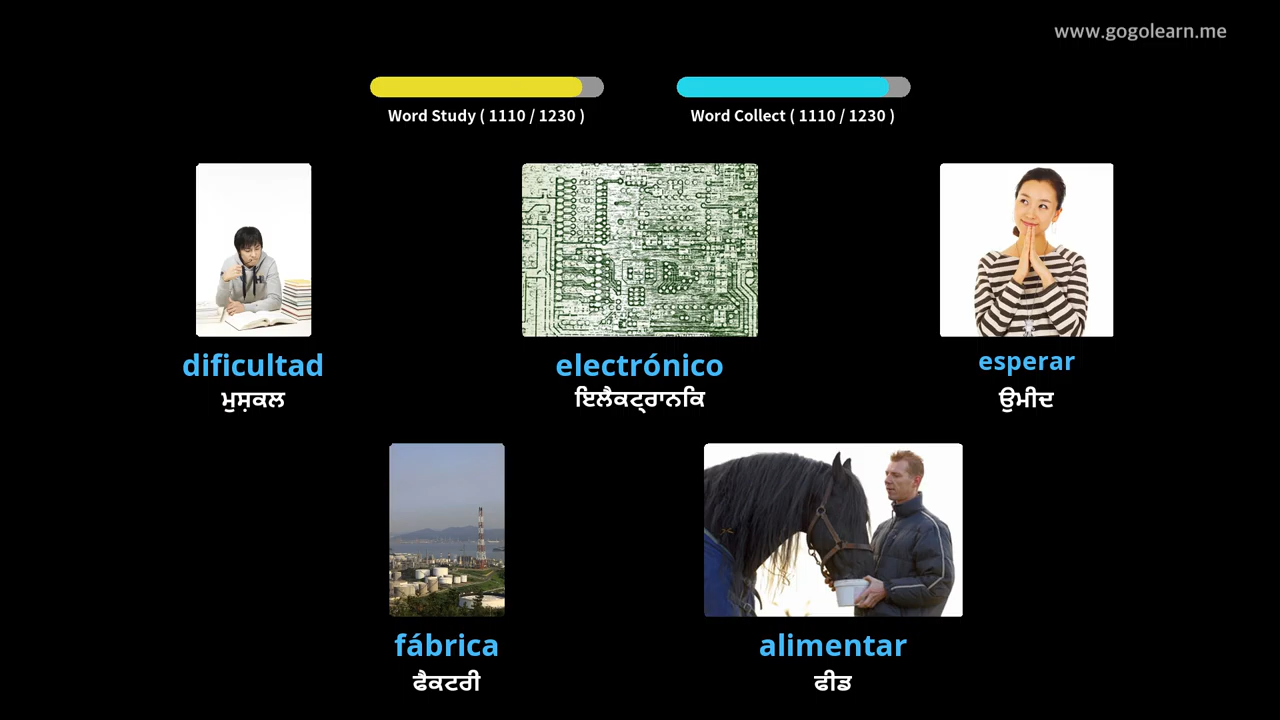 www.gogolearn.me
Word Study ( 1110 / 1230 )
Word Collect ( 1110 / 1230 )
dificultad
ਮੁਸ਼ਕਲ
electrónico
ਇਲੈਕਟ੍ਰਾਨਕਿ
esperar
ਉਮੀਦ
fábrica
ਫੈਕਟਰੀ
alimentar
ਫੀਡ